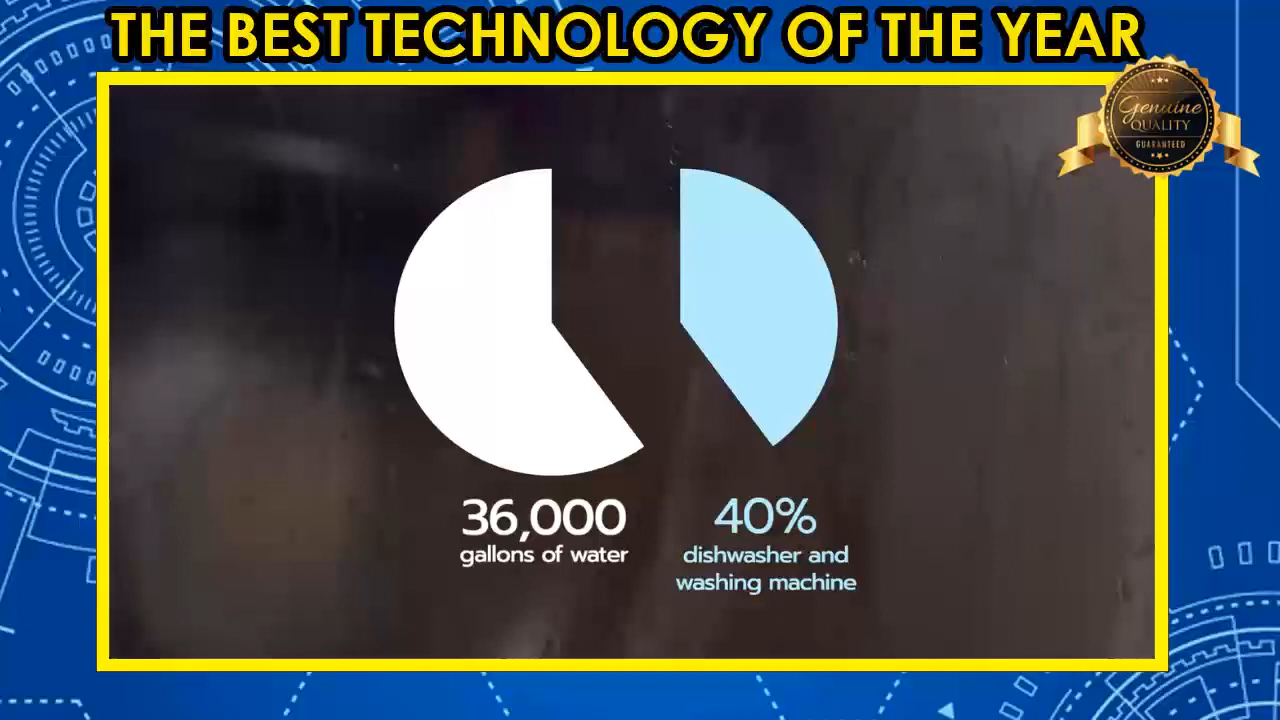 THE BEST TECHNOLOGY OF THE YEAR
Genuine
QUALITY
GUARANTEED
36,000
gallons of water
40%
dishwasher and
washing machine